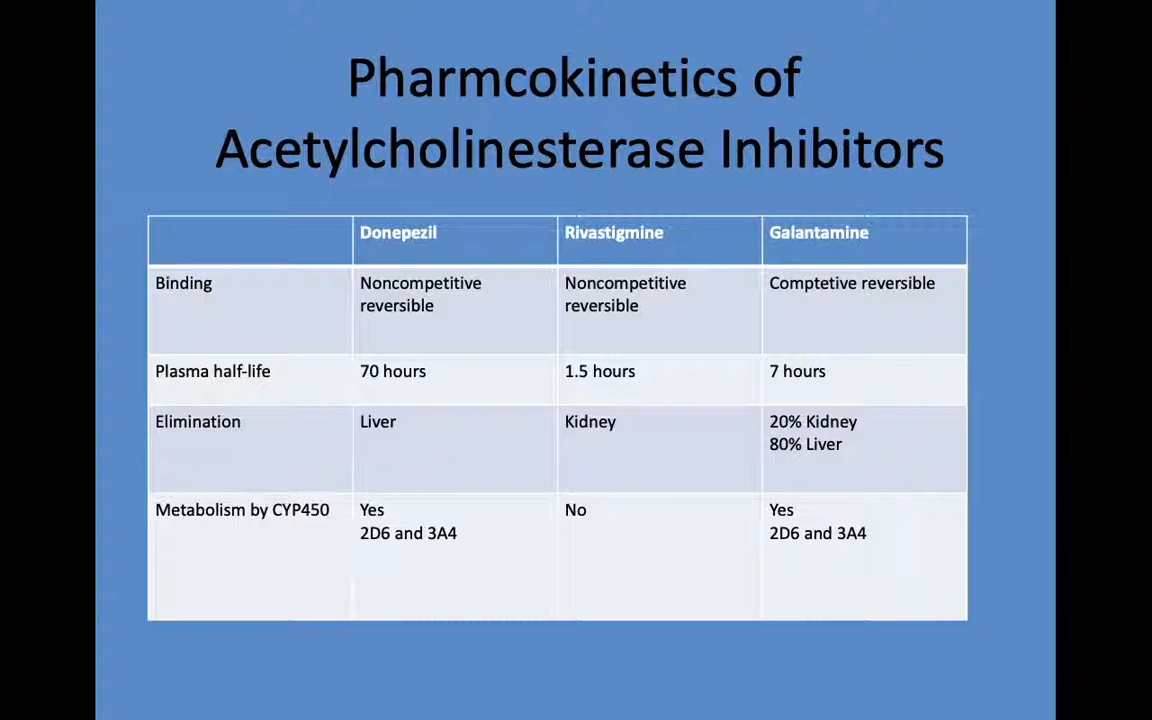 Pharmcokinetics of
Acetylcholinesterase Inhibitors
Donepezil Rivastigmine Galantamine
Binding Noncompetitive Noncompetitive Comptetive reversible
reversible reversible
Plasma half-life 70 hours 1.5 hours 7 hours
Elimination Liver Kidney 20% Kidney
80% Liver
Metabolism by CYP450 Yes No Yes
2D6 and 3A4 2D6 and 3A4